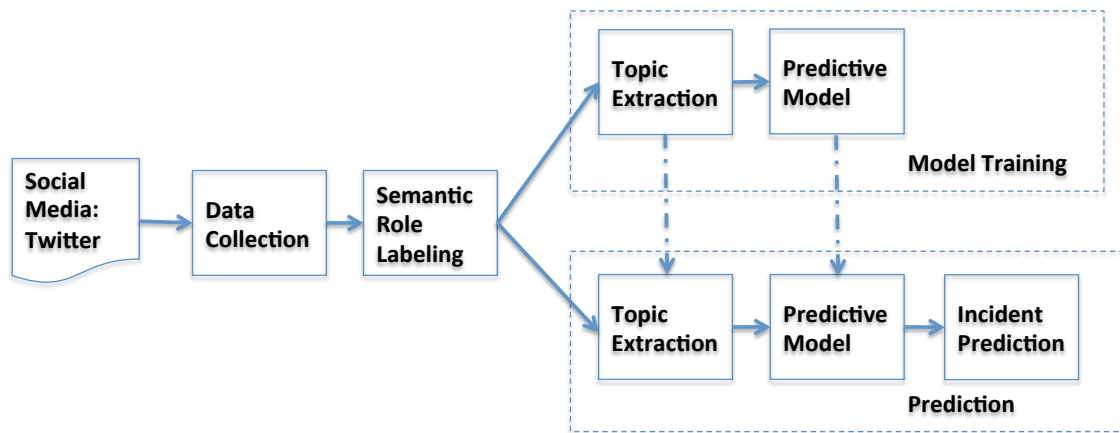 Social
Media:
Twitter
Data
Collection
Semantic
Role
Labeling
Topic
Extraction
Predictive
Model
Model Training
Topic
Extraction
Predictive
Model
Incident
Prediction
Prediction